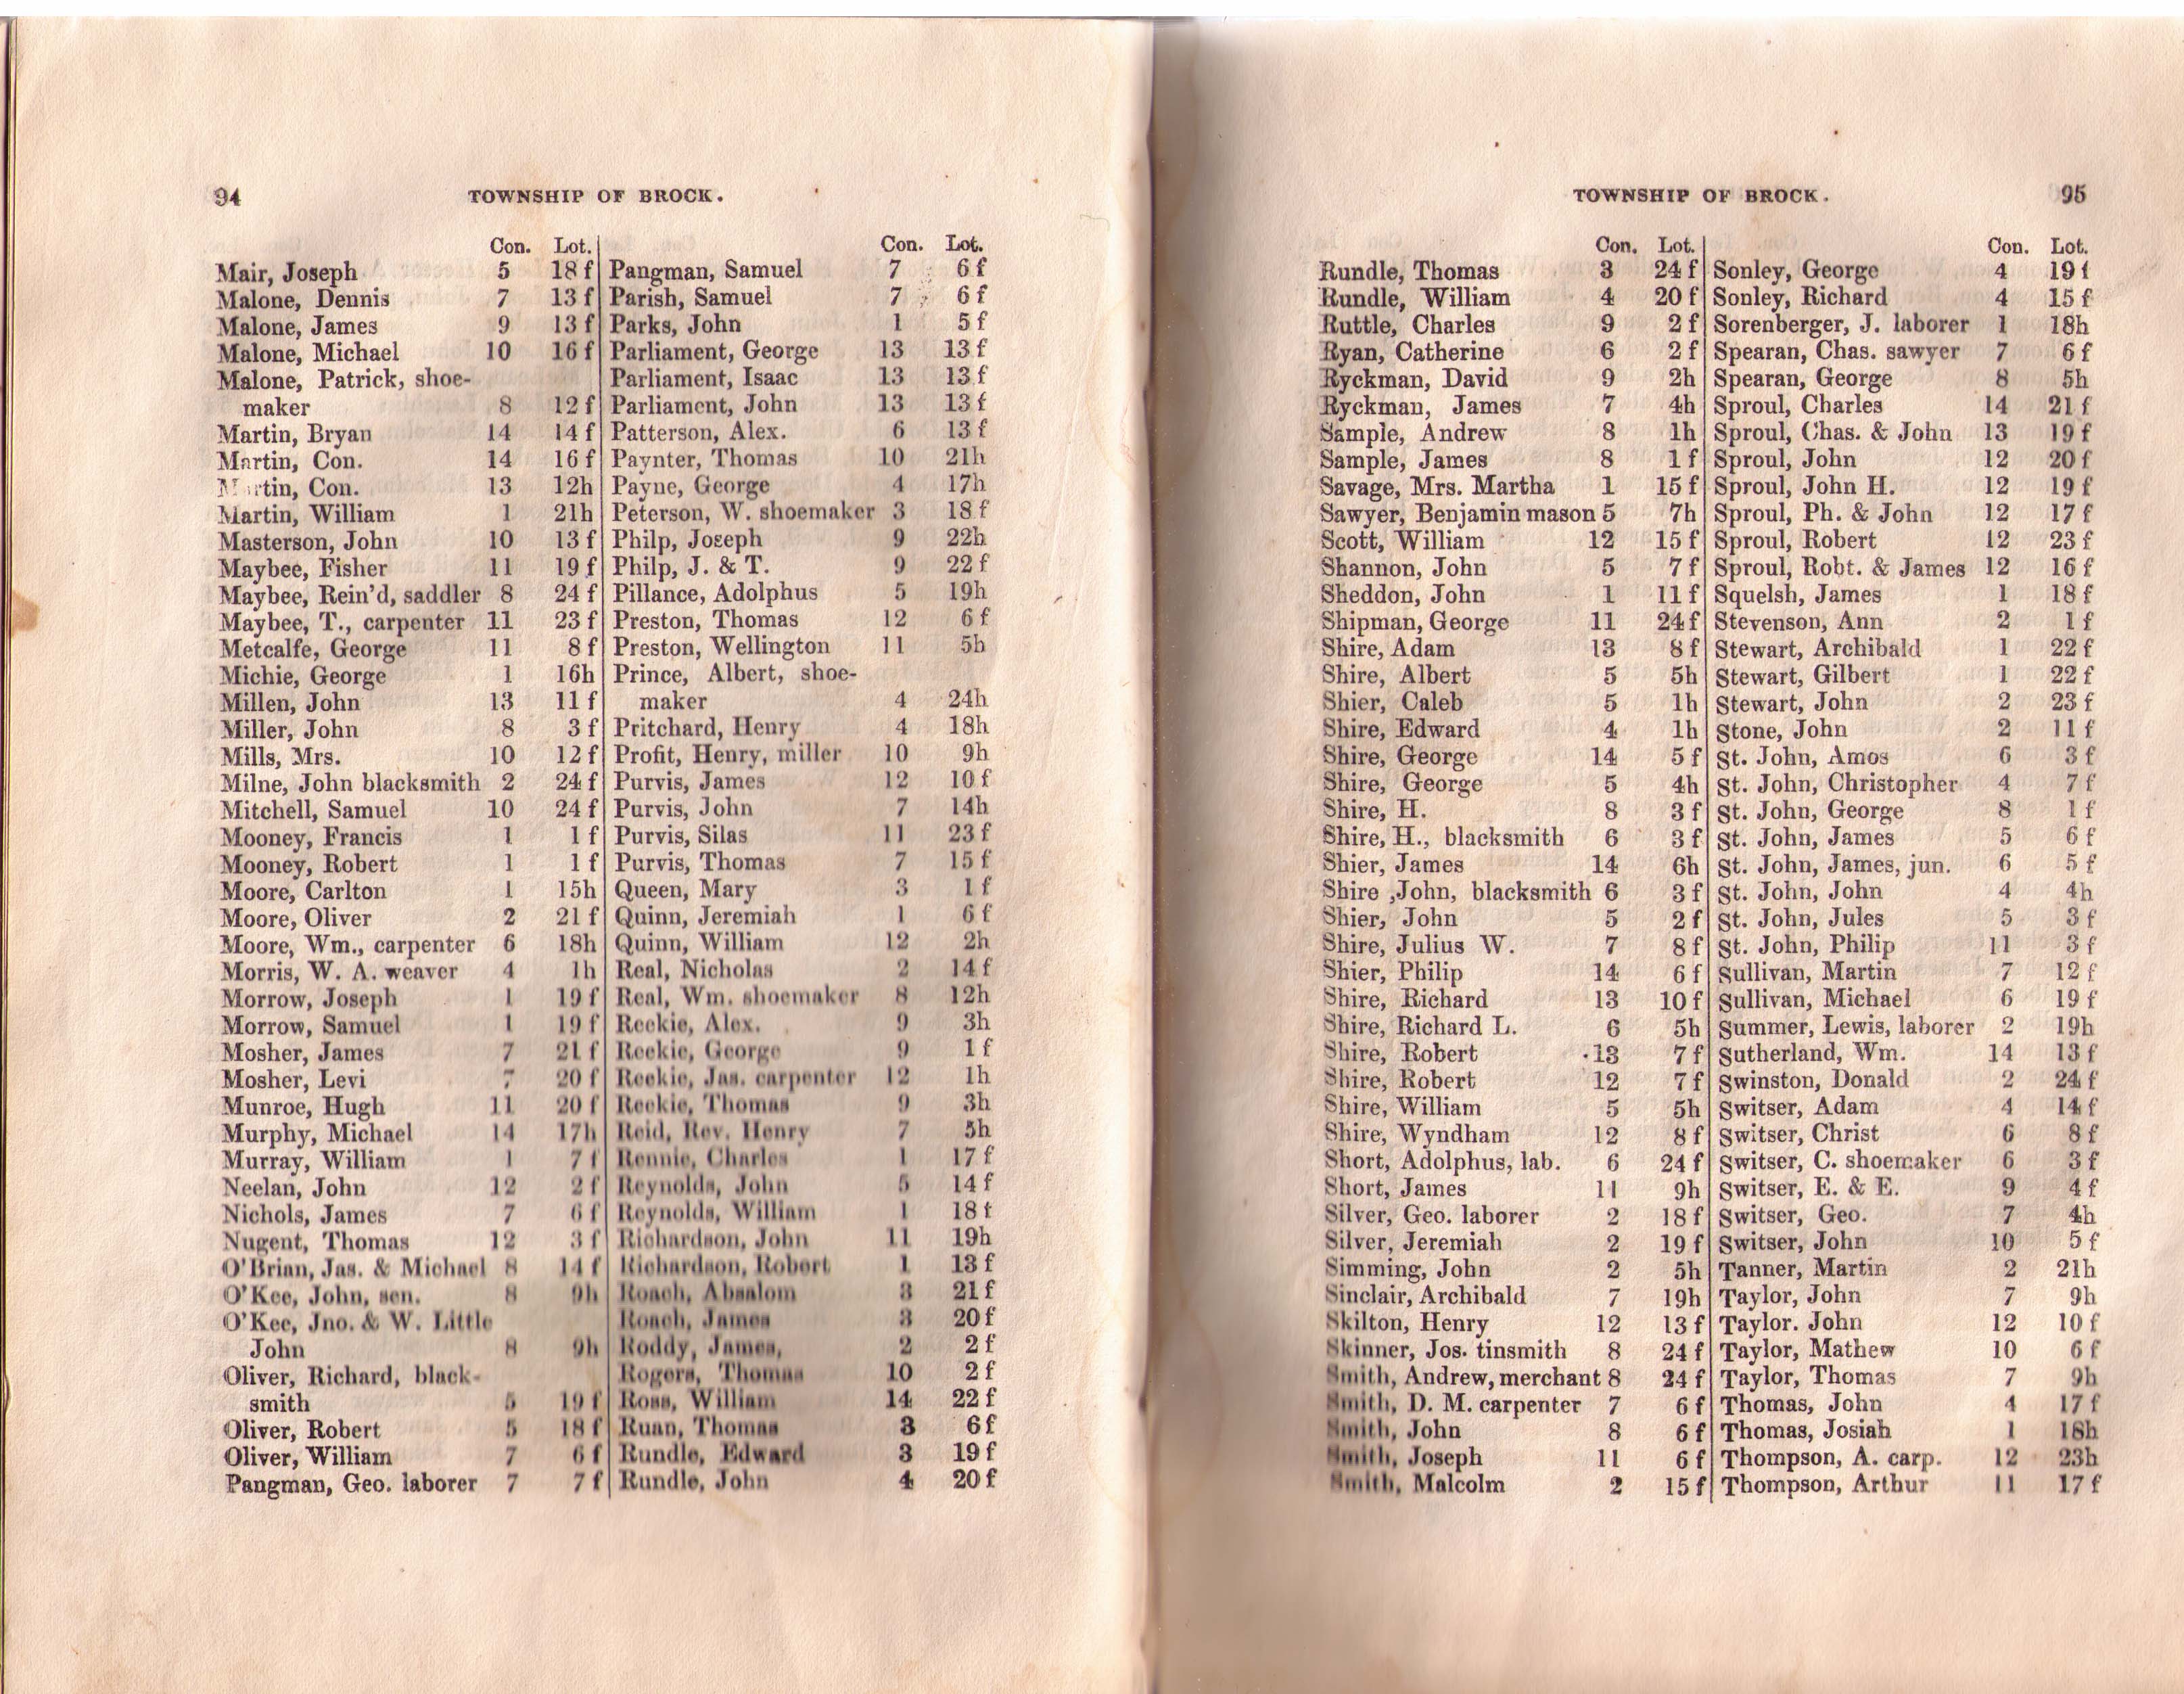 94
TOWNSHIP OF BROCK.
Con. Lot.
Mair, Joseph 5 18 f
Malone, Dennis 7 13 f
Malone, James 9 13 f
Malone, Michael 10 16 f
Malone, Patrick, shoe-
maker 8 12 f
Martin, Bryan 14 14 f
Martin, Con. 14 16 f
Martin, Con. 13 12h
Martin, William 1 21h
Masterson, John 10 13 f
Maybee, Fisher 11 19 f
Maybee, Rein'd, saddler 8 24 f
Maybee, T., carpenter 11 23 f
Metcalfe, George 11 8 f
Michie, George 1 16h
Millen, John 13 11 f
Miller, John 8 3 f
Mills, Mrs. 10 12 f
Milne, John blacksmith 2 24 f
Mitchell, Samuel 10 24 f
Mooney, Francis 1 1 f
Mooney, Robert 1 1 f
Moore, Carlton 1 15h
Moore, Oliver 2 21 f
Moore, Wm., carpenter 6 18h
Morris, W. A. weaver 4 1h
Morrow, Joseph 1 19 f
Morrow, Samuel 1 19 f
Mosher, James 7 21 f
Mosher, Levi 7 20 f
Munroe, Hugh 11 20 f
Murphy, Michael 14 17h
Murray, William 1 7 f
Neelan, John 12 2 f
Nichols, James 7 6 f
Nugent, Thomas 12 3 f
O'Brian, Jas. & Michael 8 14 f
O'Kee, John, sen. 8 9h
O'Kee, Jno. & W. Little
John 8 9h
Oliver, Richard, black-
smith 5 19 f
Oliver, Robert 5 18 f
Oliver, William 7 6 f
Pangman, Geo. laborer 7 7 f
Con. Lot.
Pangman, Samuel 7 6 f
Parish, Samuel 7 6 f
Parks, John 1 5 f
Parliament, George 13 13 f
Parliament, Isaac 13 13 f
Parliament, John 13 13 f
Patterson, Alex. 6 13 f
Paynter, Thomas 10 21h
Payne, George 4 17h
Peterson, W. shoemaker 3 18 f
Philp, Joseph 9 22h
Philp, J. & T. 9 22 f
Pillance, Adolphus 5 19h
Preston, Thomas 12 6 f
Preston, Wellington 11 5h
Prince, Albert, shoe-
maker 4 24h
Pritchard, Henry 4 18h
Profit, Henry, miller 10 9h
Purvis, James 12 10 f
Purvis, John 7 14h
Purvis, Silas 11 23 f
Purvis, Thomas 7 15 f
Queen, Mary 3 1 f
Quinn, Jeremiah 1 6 f
Quinn, William 12 2h
Real, Nicholas 2 14 f
Real, Wm. shoemaker 8 12h
Reekie, Alex. 9 3h
Reekie, George 9 1 f
Reekie, Jas. carpenter 12 1h
Reekie, Thomas 9 3h
Reid, Rev. Henry 7 5h
Rennie, Charles 1 17 f
Reynolds, John 5 14 f
Reynolds, William 1 18 f
Richardson, John 11 19h
Richardson, Robert 1 13 f
Roach, Absalom 3 21 f
Roach, James 3 20 f
Roddy, James, 2 2 f
Rogers, Thomas 10 2 f
Ross, William 14 22 f
Ruan, Thomas 3 6 f
Rundle, Edward 3 19 f
Rundle, John 4 20 f
TOWNSHIP OF BROCK.
95
Con. Lot.
Rundle, Thomas 3 24 f
Rundle, William 4 20 f
Ruttle, Charles 9 2 f
Ryan, Catherine 6 2 f
Ryckman, David 9 2h
Ryckman, James 7 4h
Sample, Andrew 8 1h
Sample, James 8 1 f
Savage, Mrs. Martha 1 15 f
Sawyer, Benjamin mason 5 7h
Scott, William 12 15 f
Shannon, John 5 7 f
Sheddon, John 1 11 f
Shipman, George 11 24 f
Shire, Adam 13 8 f
Shire, Albert 5 5h
Shier, Caleb 5 1h
Shire, Edward 4 1h
Shire, George 14 5 f
Shire, George 5 4h
Shire, H. 8 3 f
Shire, H., blacksmith 6 3 f
Shier, James 14 6h
Shire ,John, blacksmith 6 3 f
Shier, John 5 2 f
Shire, Julius W. 7 8 f
Shier, Philip 14 6 f
Shire, Richard 13 10 f
Shire, Richard L. 6 5h
Shire, Robert 13 7 f
Shire, Robert 12 7 f
Shire, William 5 5h
Shire, Wyndham 12 8 f
Short, Adolphus, lab. 6 24 f
Short, James 11 9h
Silver, Geo. laborer 2 18 f
Silver, Jeremiah 2 19 f
Simming, John 2 5h
Sinclair, Archibald 7 19h
Skilton, Henry 12 13 f
Skinner, Jos. tinsmith 8 24 f
Smith, Andrew, merchant 8 24 f
Smith, D. M. carpenter 7 6 f
Smith, John 8 6 f
Smith, Joseph 11 6 f
Smith, Malcolm 2 15 f
Con. Lot.
Sonley, George 4 19 f
Sonley, Richard 4 15 f
Sorenberger, J. laborer 1 18h
Spearan, Chas. sawyer 7 6 f
Spearan, George 8 5h
Sproul, Charles 14 21 f
Sproul, Chas. & John 13 19 f
Sproul, John 12 20 f
Sproul, John H. 12 19 f
Sproul, Ph. & John 12 17 f
Sproul, Robert 12 23 f
Sproul, Robt. & James 12 16 f
Squelsh, James 1 18 f
Stevenson, Ann 2 1 f
Stewart, Archibald 1 22 f
Stewart, Gilbert 1 22 f
Stewart, John 2 23 f
Stone, John 2 11 f
St. John, Amos 6 3 f
St. John, Christopher 4 7 f
St. John, George 8 1 f
St. John, James 5 6 f
St. John, James, jun. 6 5 f
St. John, John 4 4h
St. John, Jules 5 3 f
St. John, Philip 11 3 f
Sullivan, Martin 7 12 f
Sullivan, Michael 6 19 f
Summer, Lewis, laborer 2 19h
Sutherland, Wm. 14 13 f
Swinston, Donald 2 24 f
Switser, Adam 4 14 f
Switser, Christ 6 8 f
Switser, C. shoemaker 6 3 f
Switser, E. & E. 9 4 f
Switser, Geo. 7 4h
Switser, John 10 5 f
Tanner, Martin 2 21h
Taylor, John 7 9h
Taylor. John 12 10 f
Taylor, Mathew 10 6 f
Taylor, Thomas 7 9h
Thomas, John 4 17 f
Thomas, Josiah 1 18h
Thompson, A. carp. 12 23h
Thompson, Arthur 11 17 f